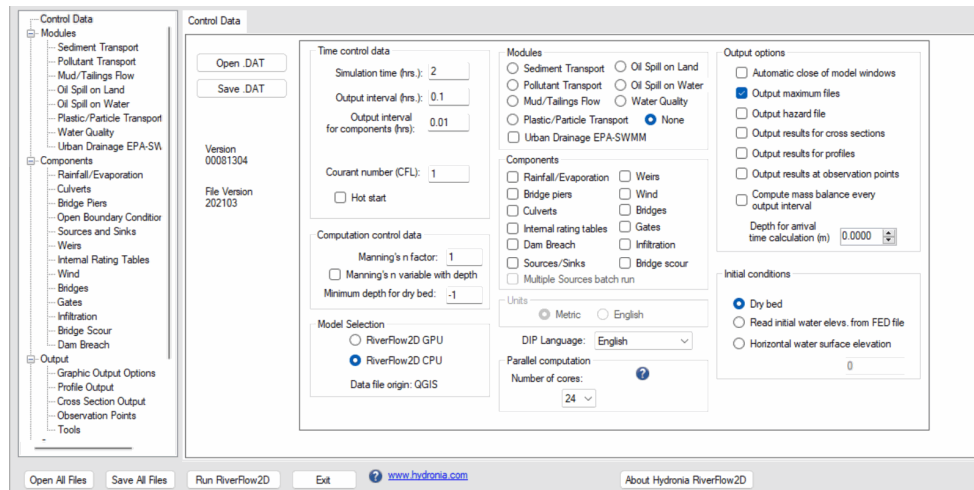 Control Data
Modules
Sediment Transport
Pollutant Transport
Mud/Tailings Flow
Oil Spill on Land
Oil Spill on Water
Plastic/Particle Transport
Water Quality
Urban Drainage EPA-SW
Components
Rainfall/Evaporation
Culverts
Bridge Piers
Open Boundary Condition
Sources and Sinks
Weirs
Internal Rating Tables
Wind
Bridges
Gates
Infiltration
Bridge Scour
Dam Breach
Output
Graphic Output Options
Profile Output
Cross Section Output
Observation Points
Tools
Control Data
Open .DAT
Save .DAT
Version
00081304
File Version
202103
Time control data
Simulation time (hrs.): 2
Output interval (hrs.): 0.1
Output interval
for components (hrs): 0.01
Courant number (CFL): 1
Hot start
Computation control data
Manning's n factor: 1
Manning's n variable with depth
Minimum depth for dry bed: -1
Model Selection
RiverFlow2D GPU
RiverFlow2D CPU
Data file origin: QGIS
Modules
Sediment Transport Oil Spill on Land
Pollutant Transport Oil Spill on Water
Mud/Tailings Flow Water Quality
Plastic/Particle Transport None
Urban Drainage EPA-SWMM
Components
Rainfall/Evaporation Weirs
Bridge piers Wind
Culverts Bridges
Internal rating tables Gates
Dam Breach Infiltration
Sources/Sinks Bridge scour
Multiple Sources batch run
Units
Metric English
DIP Language: English
Parallel computation
Number of cores: ?
24
Output options
Automatic close of model windows
Output maximum files
Output hazard file
Output results for cross sections
Output results for profiles
Output results at observation points
Compute mass balance every
output interval
Depth for arrival
time calculation (m) 0.0000
Initial conditions
Dry bed
Read initial water elevs. from FED file
Horizontal water surface elevation
0
Open All Files Save All Files Run RiverFlow2D Exit ? www.hydronia.com About Hydronia RiverFlow2D